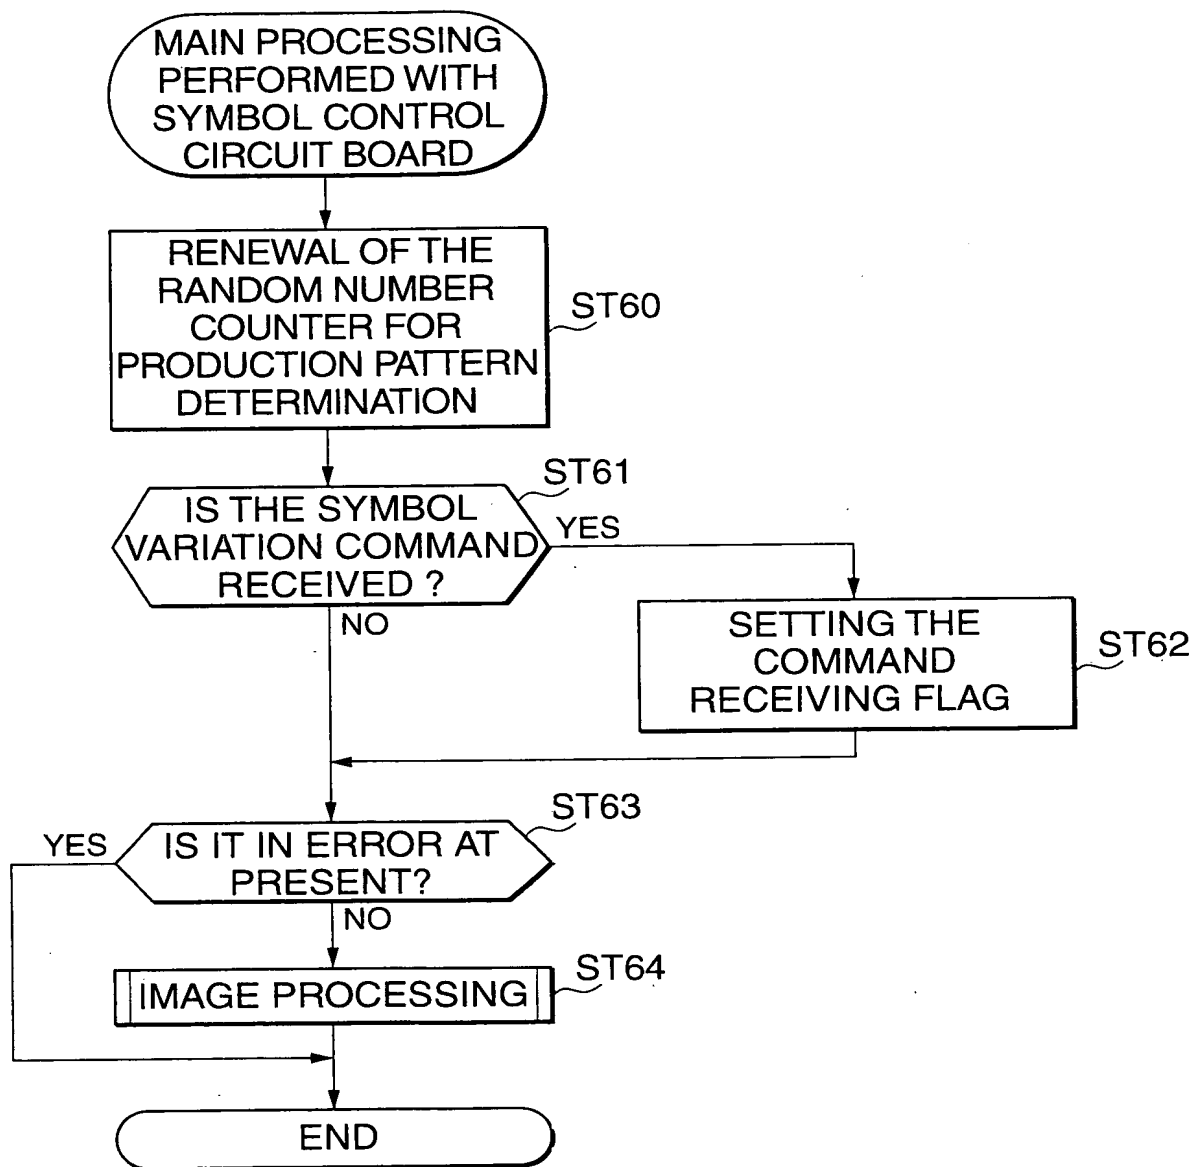 MAIN PROCESSING
PERFORMED WITH
SYMBOL CONTROL
CIRCUIT BOARD
RENEWAL OF THE
RANDOM NUMBER
COUNTER FOR
PRODUCTION PATTERN
DETERMINATION
ST60
ST61
IS THE SYMBOL
VARIATION COMMAND
RECEIVED ?
YES
NO
SETTING THE
COMMAND
RECEIVING FLAG
ST62
ST63
YES
IS IT IN ERROR AT
PRESENT?
NO
IMAGE PROCESSING
ST64
END